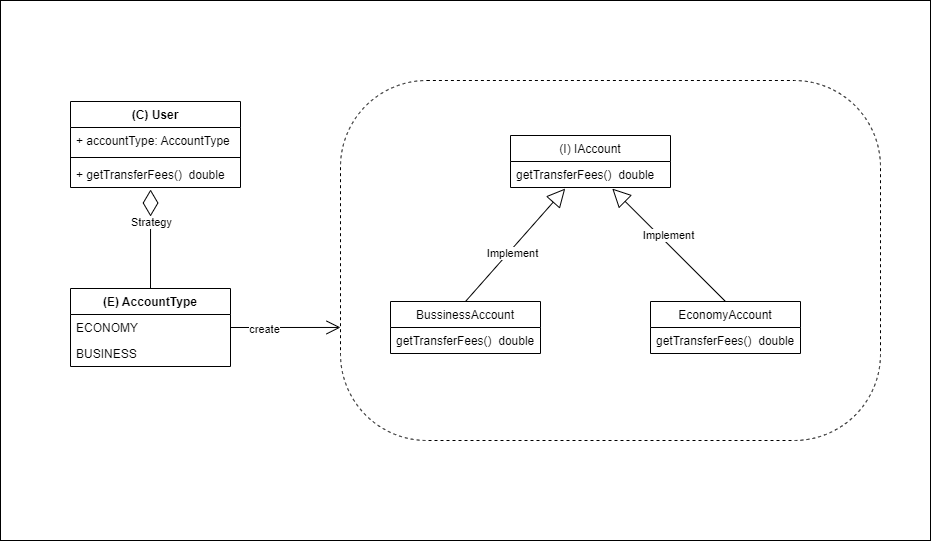 (C) User
+ accountType: AccountType
+ getTransferFees()  double
Strategy
(E) AccountType
ECONOMY
BUSINESS
create
(I) IAccount
getTransferFees()  double
Implement
Implement
BussinessAccount
getTransferFees()  double
EconomyAccount
getTransferFees()  double